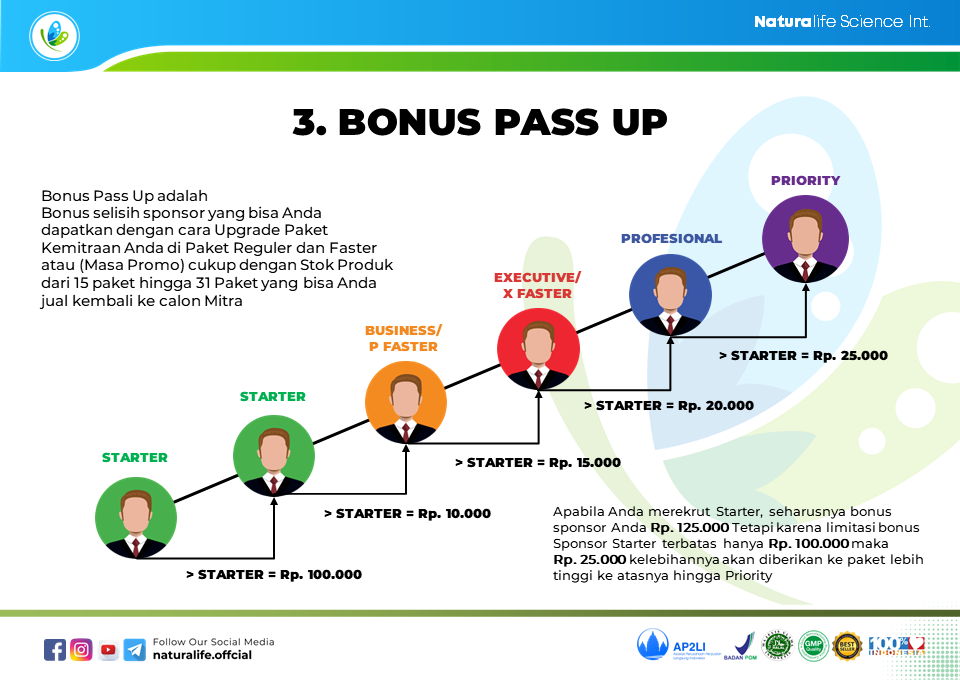 Naturalife Science Int.
3. BONUS PASS UP
Bonus Pass Up adalah
Bonus selisih sponsor yang bisa Anda
dapatkan dengan cara Upgrade Paket
Kemitraan Anda di Paket Reguler dan Faster
atau (Masa Promo) cukup dengan Stok Produk
dari 15 paket hingga 31 Paket yang bisa Anda
jual kembali ke calon Mitra
PRIORITY
PROFESIONAL
EXECUTIVE/
X FASTER
BUSINESS/
P FASTER
STARTER
STARTER
> STARTER = Rp. 25.000
> STARTER = Rp. 20.000
> STARTER = Rp. 15.000
> STARTER = Rp. 10.000
> STARTER = Rp. 100.000
Apabila Anda merekrut Starter, seharusnya bonus
sponsor Anda Rp. 125.000 Tetapi karena limitasi bonus
Sponsor Starter terbatas hanya Rp. 100.000 maka
Rp. 25.000 kelebihannya akan diberikan ke paket lebih
tinggi ke atasnya hingga Priority
Follow Our Social Media
naturalife.offcial
AP2LI
BADAN POM
HALAL
GMP
Quality
BEST
SELLER
100%
INDONESIA